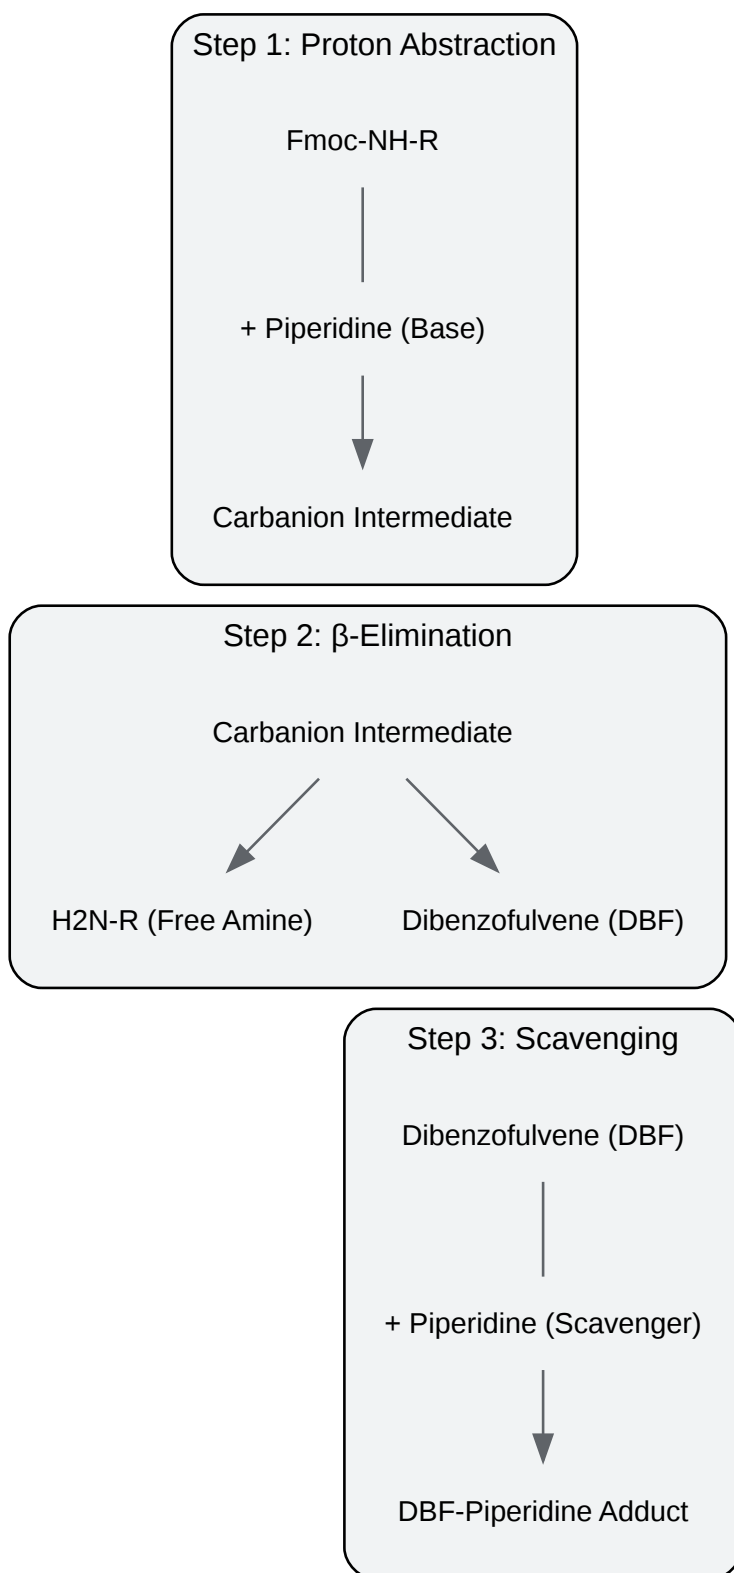 Step 1: Proton Abstraction
Fmoc-NH-R
+ Piperidine (Base)
Carbanion Intermediate
Step 2: β-Elimination
Carbanion Intermediate
H2N-R (Free Amine)
Dibenzofulvene (DBF)
Step 3: Scavenging
Dibenzofulvene (DBF)
+ Piperidine (Scavenger)
DBF-Piperidine Adduct